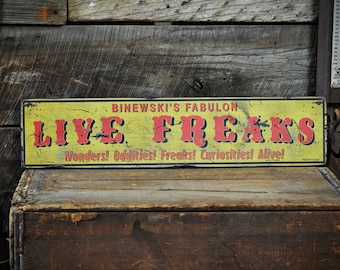 BINEWSKI'S FABULON
LIVE FREAKS
Wonders! Oddities! Freaks! Curiosities! Alive!